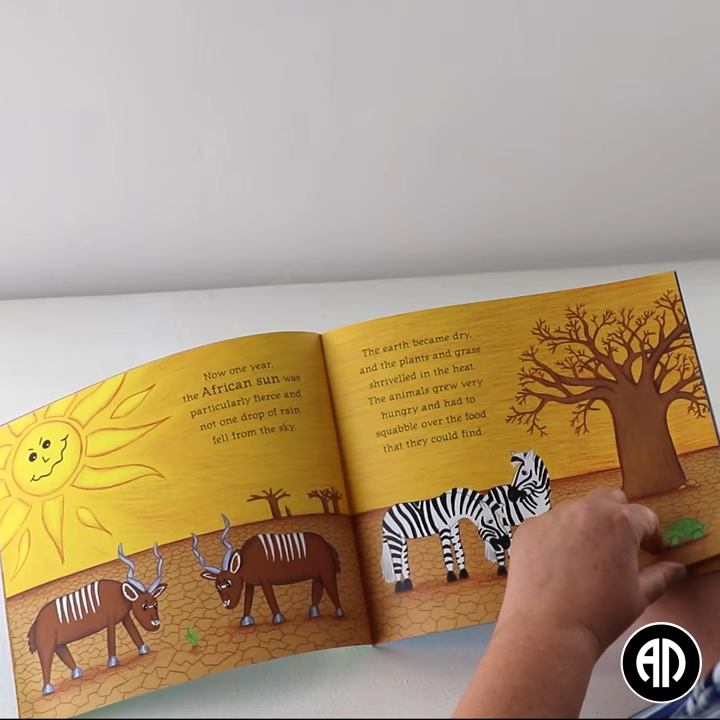 Now one year,
the African sun was
particularly fierce and
not one drop of rain
fell from the sky.
The earth became dry,
and the plants and grass
shrivelled in the heat.
The animals grew very
hungry and had to
squabble over the food
that they could find.